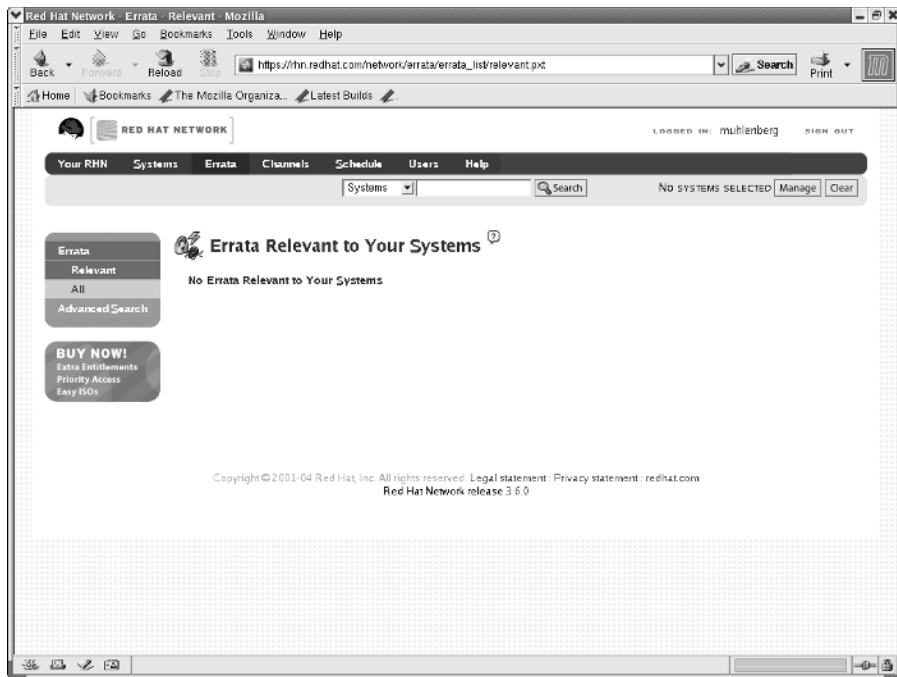 Red Hat Network - Errata - Relevant - Mozilla
File Edit View Go Bookmarks Tools Window Help
Back Forward Reload Stop https://rhn.redhat.com/network/errata/errata_list/relevant.pxt Search Print
Home Bookmarks The Mozilla Organiza... Latest Builds
RED HAT NETWORK LOGGED IN: muhlenberg SIGN OUT
Your RHN Systems Errata Channels Schedule Users Help
Systems Search NO SYSTEMS SELECTED Manage Clear
Errata
Relevant
All
Advanced Search
Errata Relevant to Your Systems ?
No Errata Relevant to Your Systems
BUY NOW!
Extra Entitlements
Priority Access
Easy ISOs
Copyright © 2001-04 Red Hat, Inc. All rights reserved. Legal statement : Privacy statement : redhat.com
Red Hat Network release 3.6.0